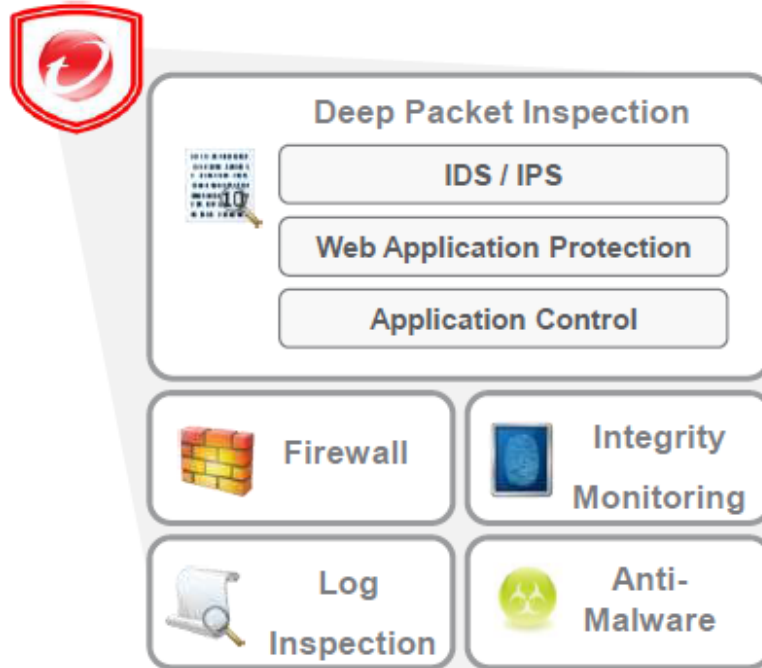 Deep Packet Inspection
IDS / IPS
Web Application Protection
Application Control
Firewall
Integrity
Monitoring
Log
Inspection
Anti-
Malware